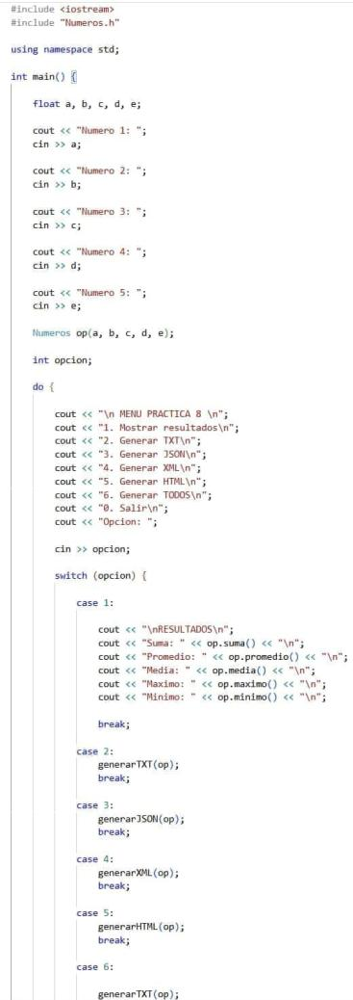 #include <iostream>
#include "Numeros.h"
using namespace std;
int main() {
float a, b, c, d, e;
cout << "Numero 1: ";
cin >> a;
cout << "Numero 2: ";
cin >> b;
cout << "Numero 3: ";
cin >> c;
cout << "Numero 4: ";
cin >> d;
cout << "Numero 5: ";
cin >> e;
Numeros op(a, b, c, d, e);
int opcion;
do {
cout << "\n MENU PRACTICA 8 \n";
cout << "1. Mostrar resultados\n";
cout << "2. Generar TXT\n";
cout << "3. Generar JSON\n";
cout << "4. Generar XML\n";
cout << "5. Generar HTML\n";
cout << "6. Generar TODOS\n";
cout << "0. Salir\n";
cout << "Opcion: ";
cin >> opcion;
switch (opcion) {
case 1:
cout << "\nRESULTADOS\n";
cout << "Suma: " << op.suma() << "\n";
cout << "Promedio: " << op.promedio() << "\n";
cout << "Media: " << op.media() << "\n";
cout << "Maximo: " << op.maximo() << "\n";
cout << "Minimo: " << op.minimo() << "\n";
break;
case 2:
generarTXT(op);
break;
case 3:
generarJSON(op);
break;
case 4:
generarXML(op);
break;
case 5:
generarHTML(op);
break;
case 6:
generarTXT(op);